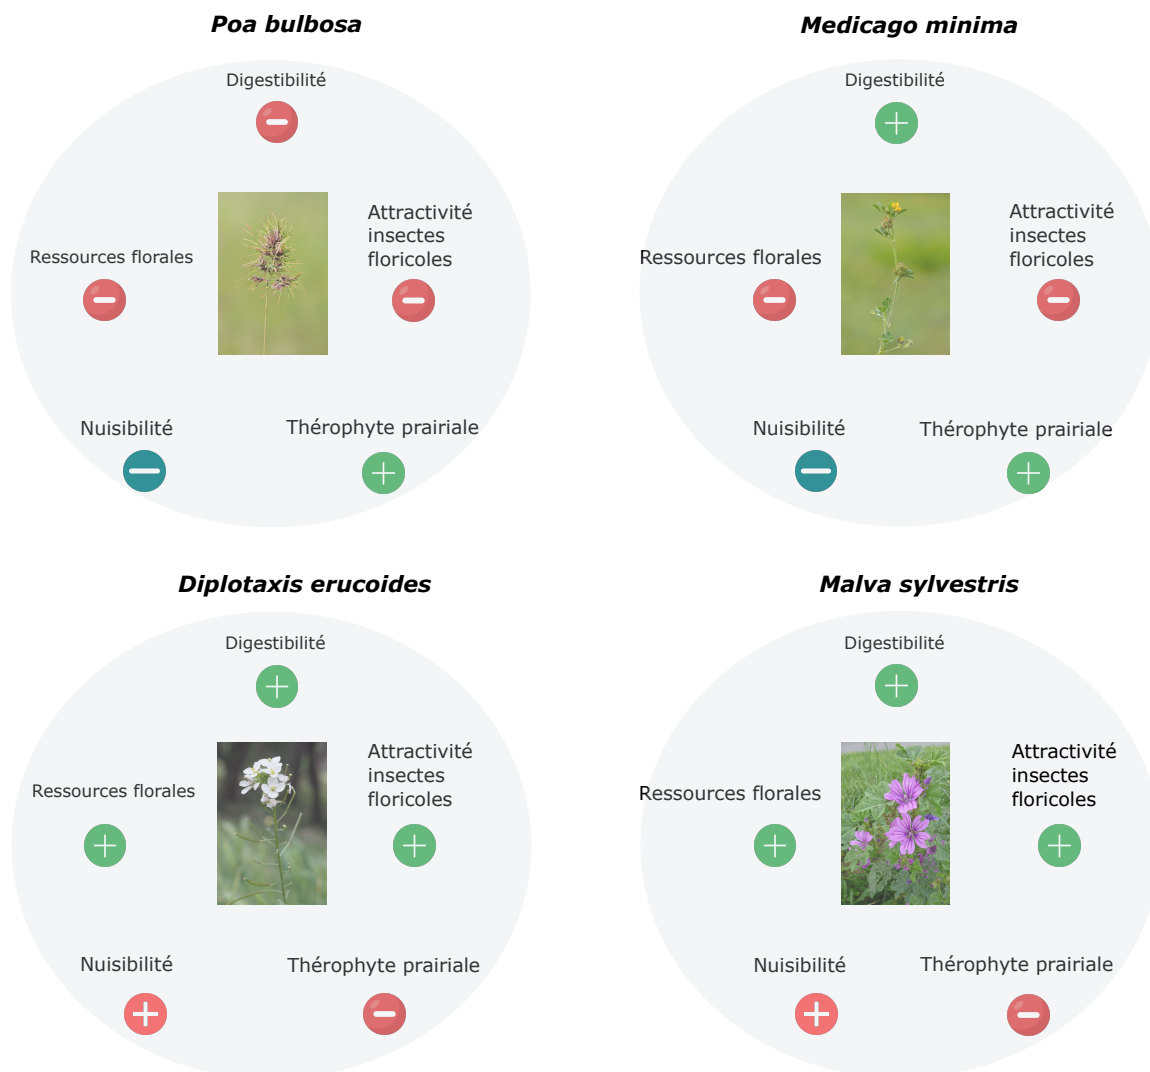 Poa bulbosa
Digestibilité
Attractivité
insectes
floricoles
Ressources florales
Nuisibilité
Thérophyte prairiale
Medicago minima
Digestibilité
Attractivité
insectes
floricoles
Ressources florales
Nuisibilité
Thérophyte prairiale
Diplotaxis erucoides
Digestibilité
Attractivité
insectes
floricoles
Ressources florales
Nuisibilité
Thérophyte prairiale
Malva sylvestris
Digestibilité
Attractivité
insectes
floricoles
Ressources florales
Nuisibilité
Thérophyte prairiale